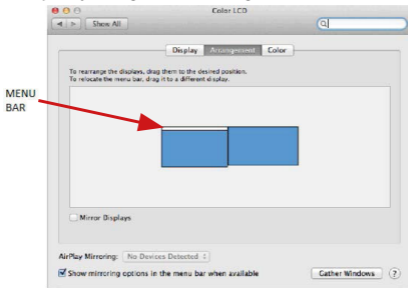 Color LCD
Show All
Display Arrangement Color
To rearrange the displays, drag them to the desired position.
To relocate the menu bar, drag it to a different display.
MENU
BAR
Mirror Displays
AirPlay Mirroring: No Devices Detected
Show mirroring options in the menu bar when available
Gather Windows ?